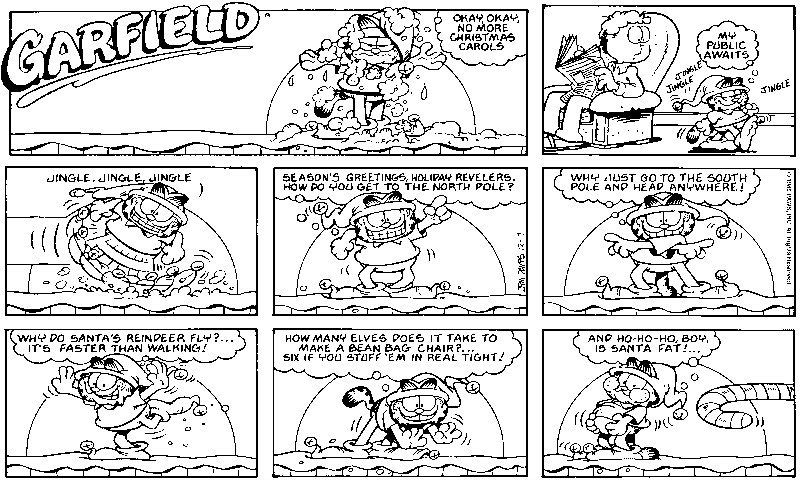 GARFIELD
OKAY, OKAY,
NO MORE
CHRISTMAS
CAROLS
MY
PUBLIC
AWAITS
JINGLE
JINGLE
JINGLE
JINGLE, JINGLE, JINGLE
SEASON'S GREETINGS, HOLIDAY REVELERS.
HOW DO YOU GET TO THE NORTH POLE?
JIM DAVIS 12-7
WHY JUST GO TO THE SOUTH
POLE AND HEAD ANYWHERE!
WHY DO SANTA'S REINDEER FLY?...
IT'S FASTER THAN WALKING!
HOW MANY ELVES DOES IT TAKE TO
MAKE A BEAN BAG CHAIR?...
SIX IF YOU STUFF 'EM IN REAL TIGHT!
AND HO-HO-HO, BOY,
IS SANTA FAT!...